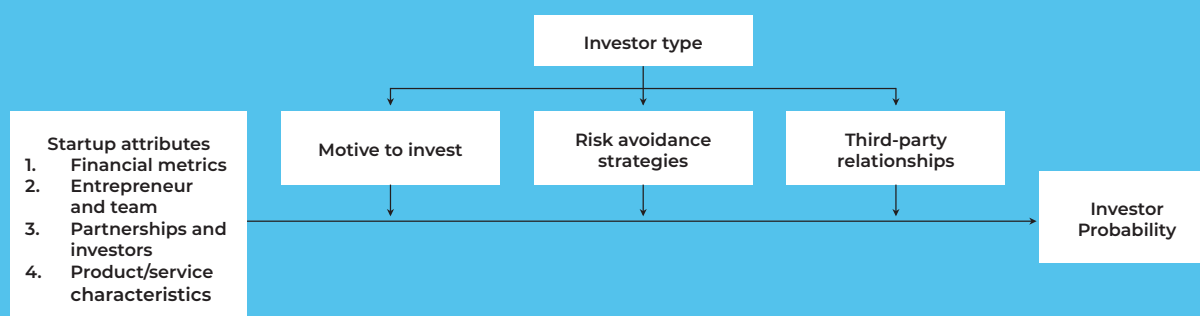 Investor type
Startup attributes
1. Financial metrics
2. Entrepreneur
and team
3. Partnerships and
investors
4. Product/service
characteristics
Motive to invest
Risk avoidance
strategies
Third-party
relationships
Investor
Probability